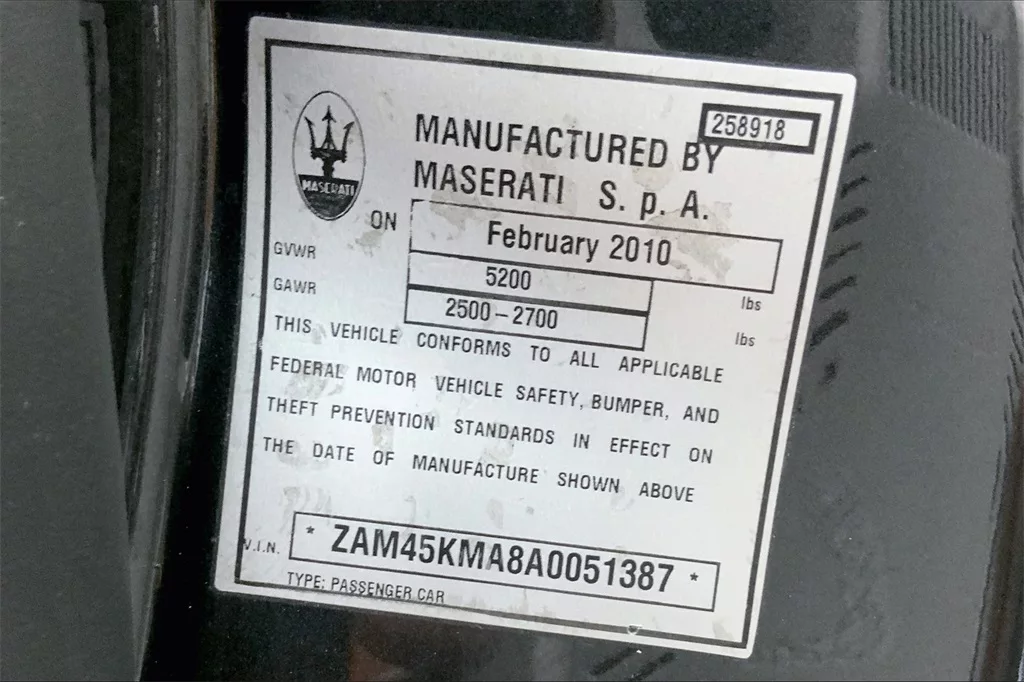 258918
MANUFACTURED BY
MASERATI S. p. A.
MASERATI
ON February 2010
GVWR 5200 lbs
GAWR 2500-2700 lbs
THIS VEHICLE CONFORMS TO ALL APPLICABLE
FEDERAL MOTOR VEHICLE SAFETY, BUMPER, AND
THEFT PREVENTION STANDARDS IN EFFECT ON
THE DATE OF MANUFACTURE SHOWN ABOVE
V.I.N. * ZAM45KMA8A0051387 *
TYPE: PASSENGER CAR